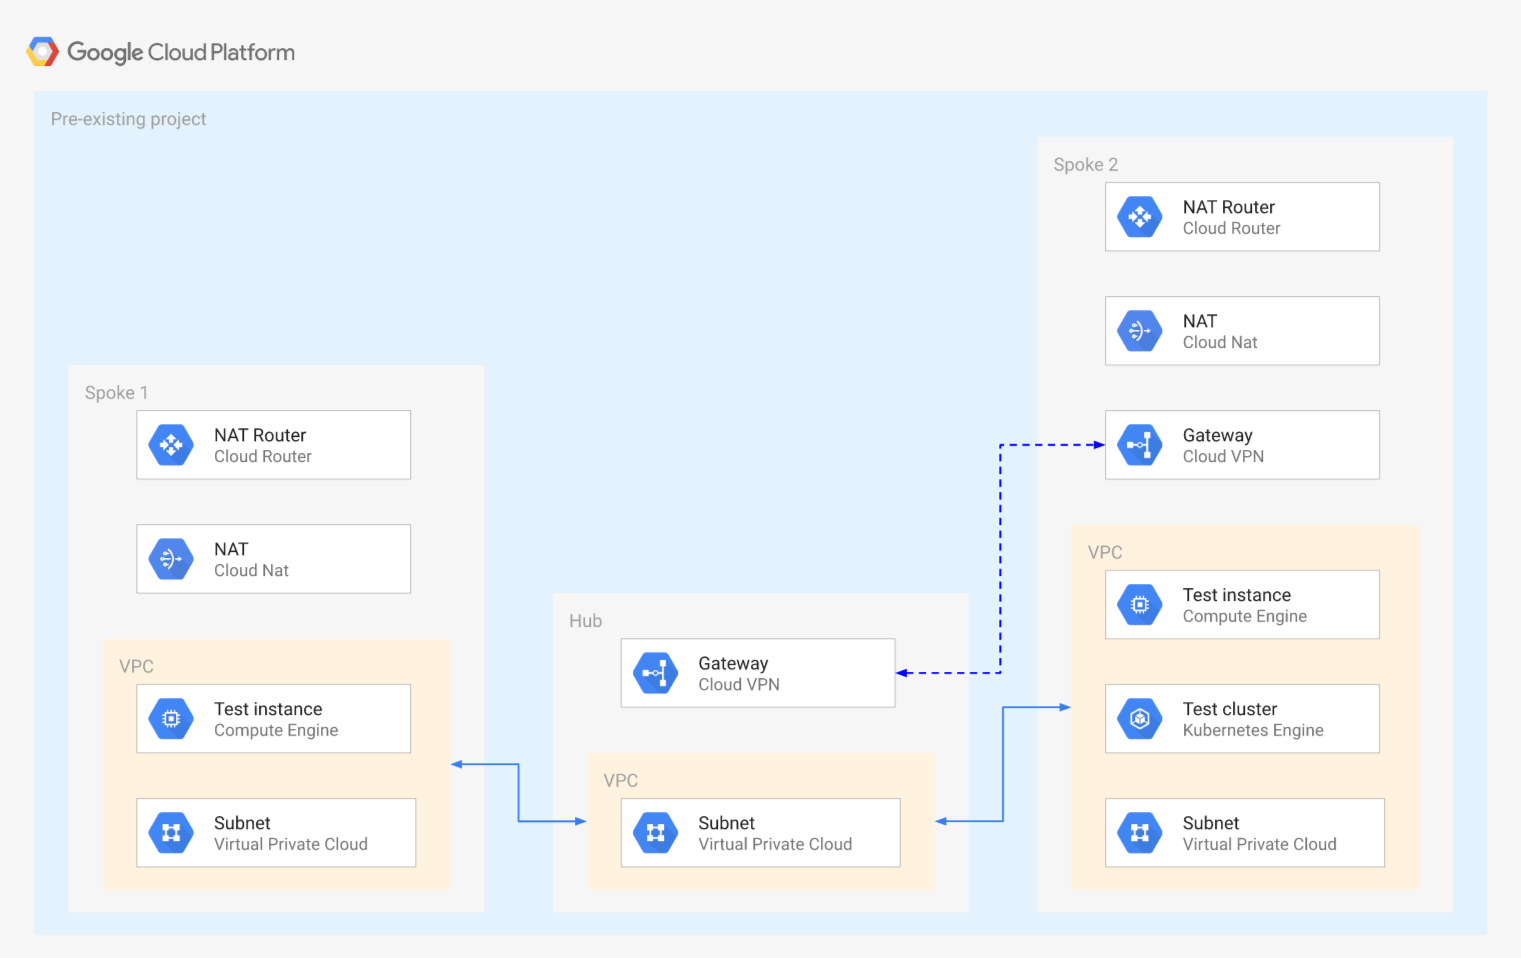 Google Cloud Platform
Pre-existing project
Spoke 1
NAT Router
Cloud Router
NAT
Cloud Nat
VPC
Test instance
Compute Engine
Subnet
Virtual Private Cloud
Hub
Gateway
Cloud VPN
VPC
Subnet
Virtual Private Cloud
Spoke 2
NAT Router
Cloud Router
NAT
Cloud Nat
Gateway
Cloud VPN
VPC
Test instance
Compute Engine
Test cluster
Kubernetes Engine
Subnet
Virtual Private Cloud